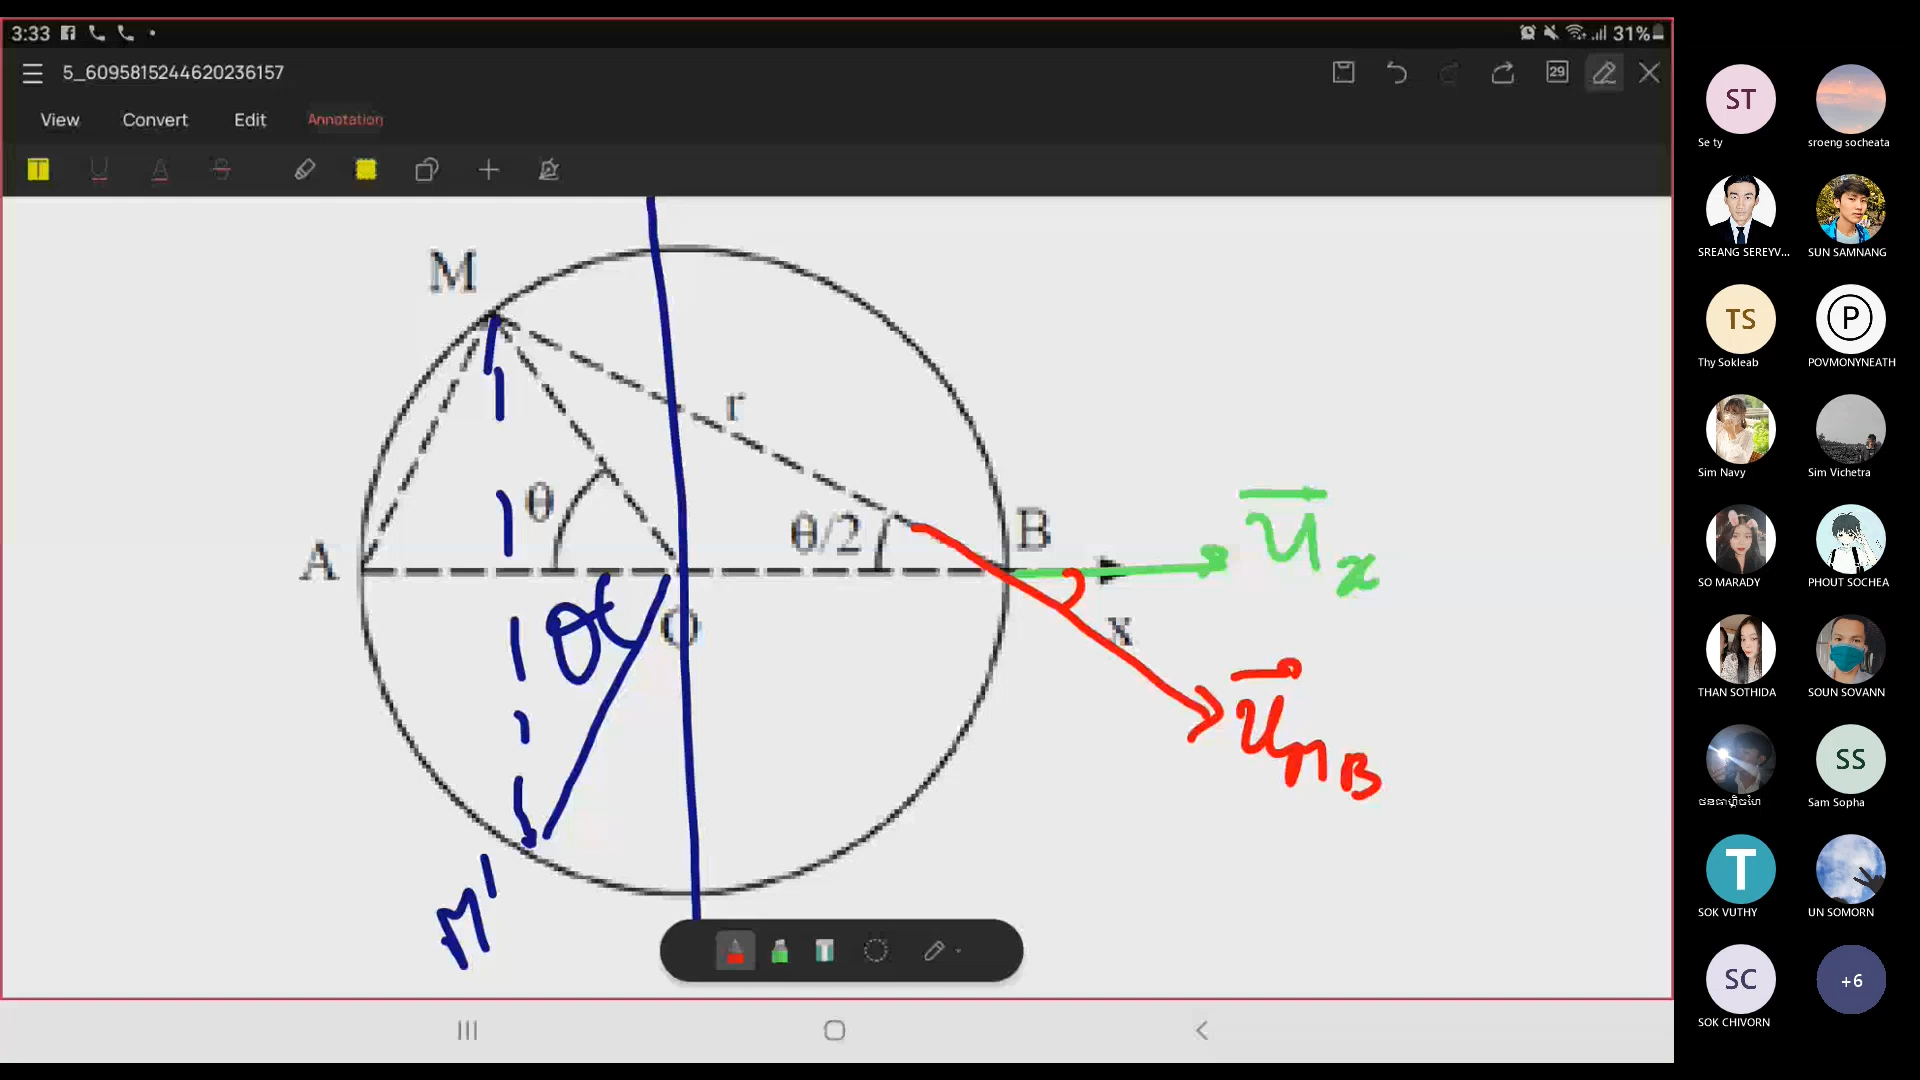 3:33
31%
5_6095815244620236157
29
View Convert Edit Annotation
T U A S
M
r
θ
θ/2
A
B
O
x
θ
M'
u x
u MB
ST
Se ty
sroeng socheata
SREANG SEREYV...
SUN SAMNANG
TS
Thy Sokleab
P
POVMONYNEATH
Sim Navy
Sim Vichetra
SO MARADY
PHOUT SOCHEA
THAN SOTHIDA
SOUN SOVANN
SS
Sam Sopha
T
SOK VUTHY
UN SOMORN
SC
SOK CHIVORN
+6